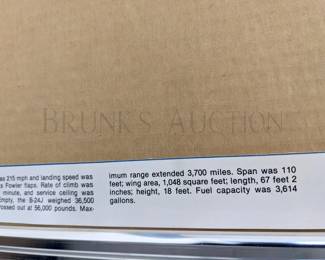 BRUNKS AUCTION
as 215 mph and landing speed was
s Fowler flaps. Rate of climb was
minute, and service ceiling was
Empty, the B-24J weighed 36,500
rossed out at 56,000 pounds. Max-
imum range extended 3,700 miles. Span was 110
feet; wing area, 1,048 square feet; length, 67 feet 2
inches; height, 18 feet. Fuel capacity was 3,614
gallons.